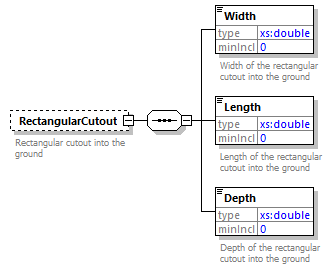 Width
type xs:double
minIncl 0
Width of the rectangular
cutout into the ground
RectangularCutout
Rectangular cutout into the
ground
Length
type xs:double
minIncl 0
Length of the rectangular
cutout into the ground
Depth
type xs:double
minIncl 0
Depth of the rectangular
cutout into the ground